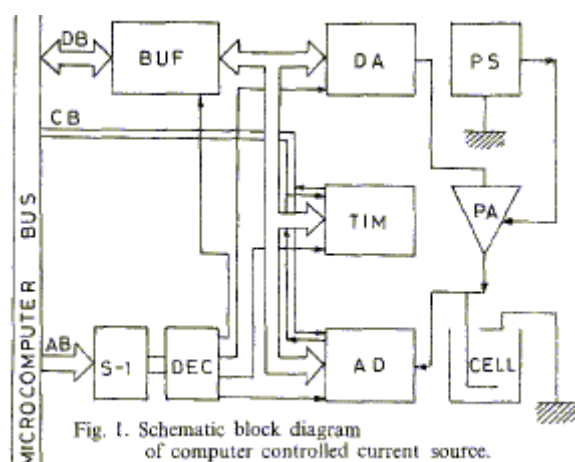 DB
BUF
DA
PS
CB
TIM
PA
MICROCOMPUTER BUS
AB
S-1
DEC
AD
CELL
Fig. 1. Schematic block diagram
of computer controlled current source.